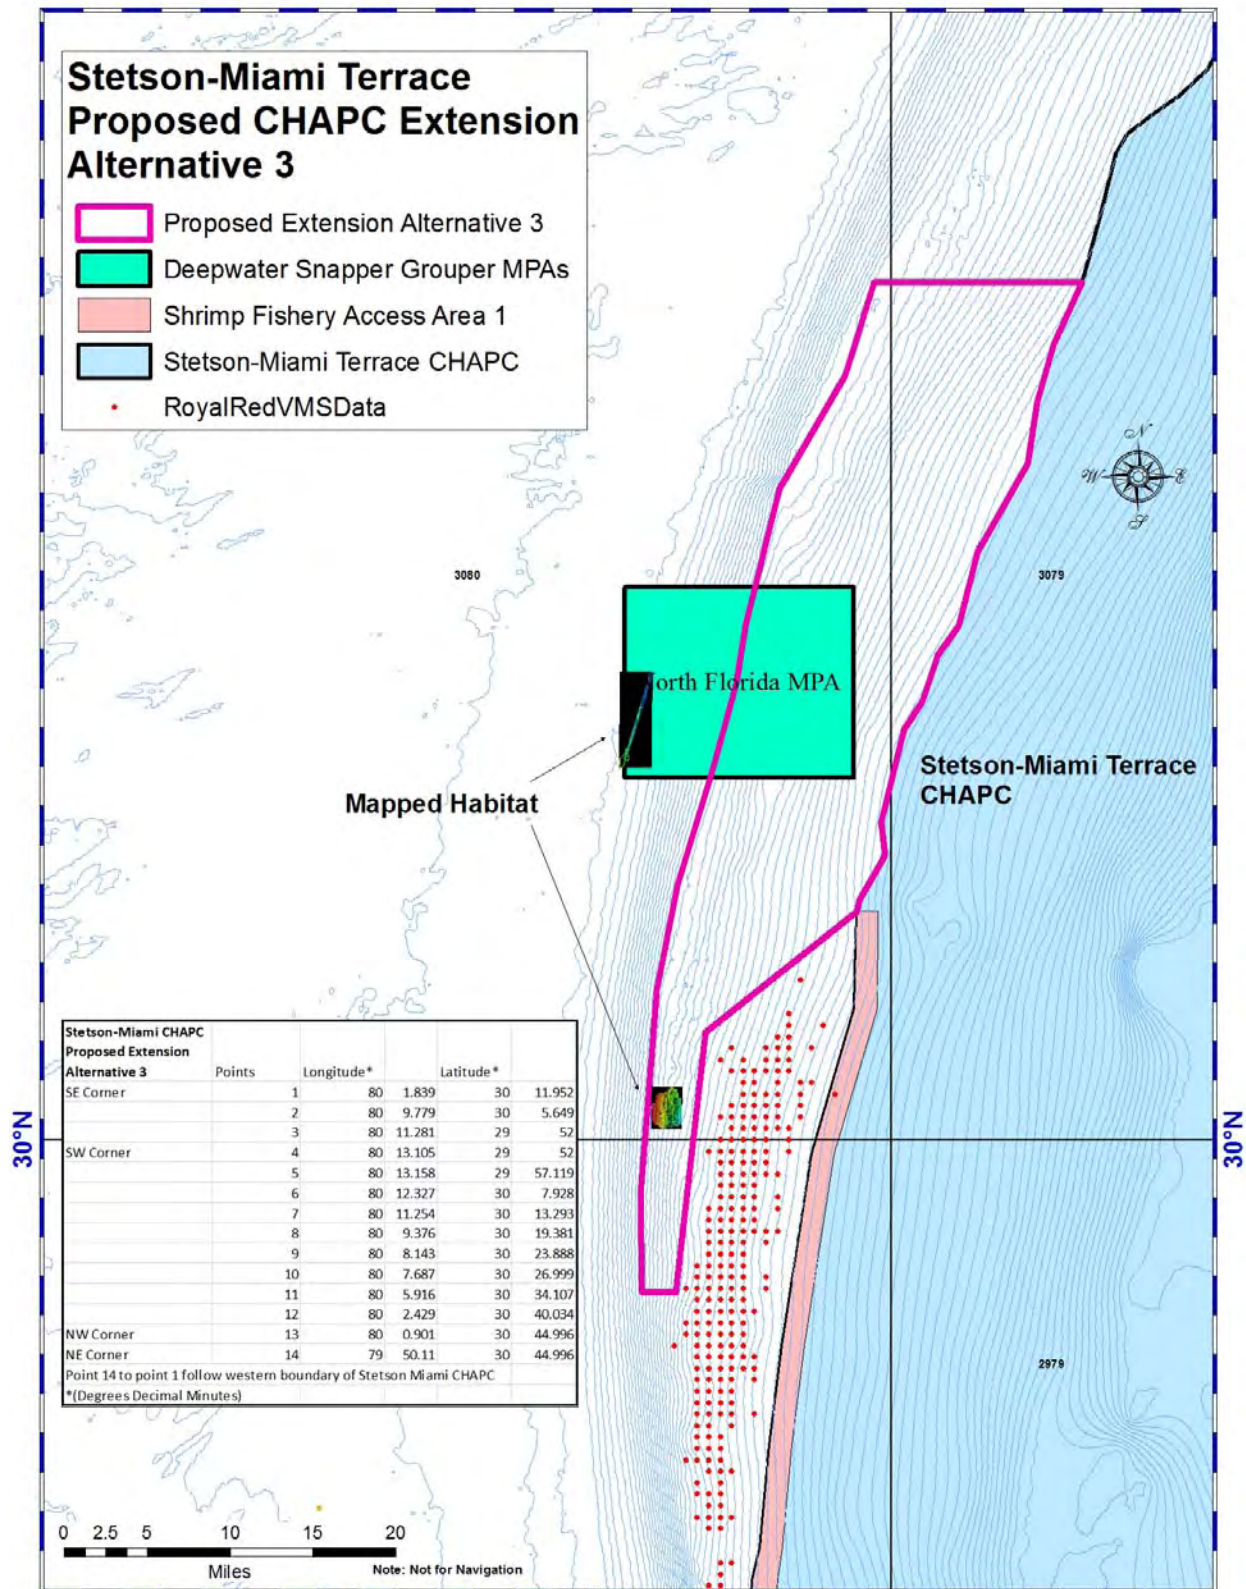 Stetson-Miami Terrace
Proposed CHAPC Extension
Alternative 3
Proposed Extension Alternative 3
Deepwater Snapper Grouper MPAs
Shrimp Fishery Access Area 1
Stetson-Miami Terrace CHAPC
RoyalRedVMSData
N
E
S
3080
3079
orth Florida MPA
Stetson-Miami Terrace
CHAPC
Mapped Habitat
Stetson-Miami CHAPC
Proposed Extension
Alternative 3 Points Longitude* Latitude*
SE Corner 1 80 1.839 30 11.952
2 80 9.779 30 5.649
3 80 11.281 29 52
SW Corner 4 80 13.105 29 52
5 80 13.158 29 57.119
6 80 12.327 30 7.928
7 80 11.254 30 13.293
8 80 9.376 30 19.381
9 80 8.143 30 23.888
10 80 7.687 30 26.999
11 80 5.916 30 34.107
12 80 2.429 30 40.034
NW Corner 13 80 0.901 30 44.996
NE Corner 14 79 50.11 30 44.996
Point 14 to point 1 follow western boundary of Stetson Miami CHAPC
*(Degrees Decimal Minutes)
30°N
30°N
2979
0 2.5 5 10 15 20
Miles
Note: Not for Navigation